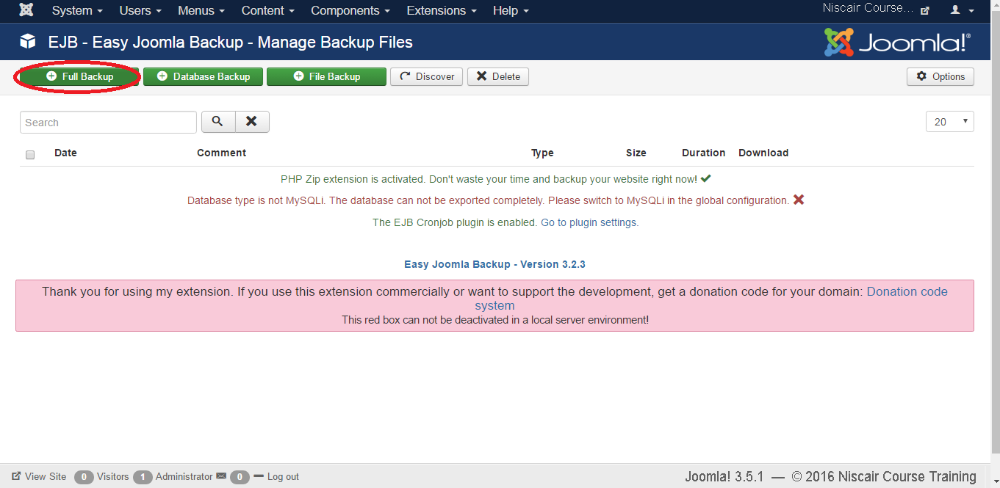 System Users Menus Content Components Extensions Help Niscair Course...
EJB - Easy Joomla Backup - Manage Backup Files Joomla!®
Full Backup Database Backup File Backup Discover Delete Options
Search 20
Date Comment Type Size Duration Download
PHP Zip extension is activated. Don't waste your time and backup your website right now!
Database type is not MySQLi. The database can not be exported completely. Please switch to MySQLi in the global configuration.
The EJB Cronjob plugin is enabled. Go to plugin settings.
Easy Joomla Backup - Version 3.2.3
Thank you for using my extension. If you use this extension commercially or want to support the development, get a donation code for your domain: Donation code
system
This red box can not be deactivated in a local server environment!
View Site 0 Visitors 1 Administrator 0 Log out Joomla! 3.5.1 — © 2016 Niscair Course Training